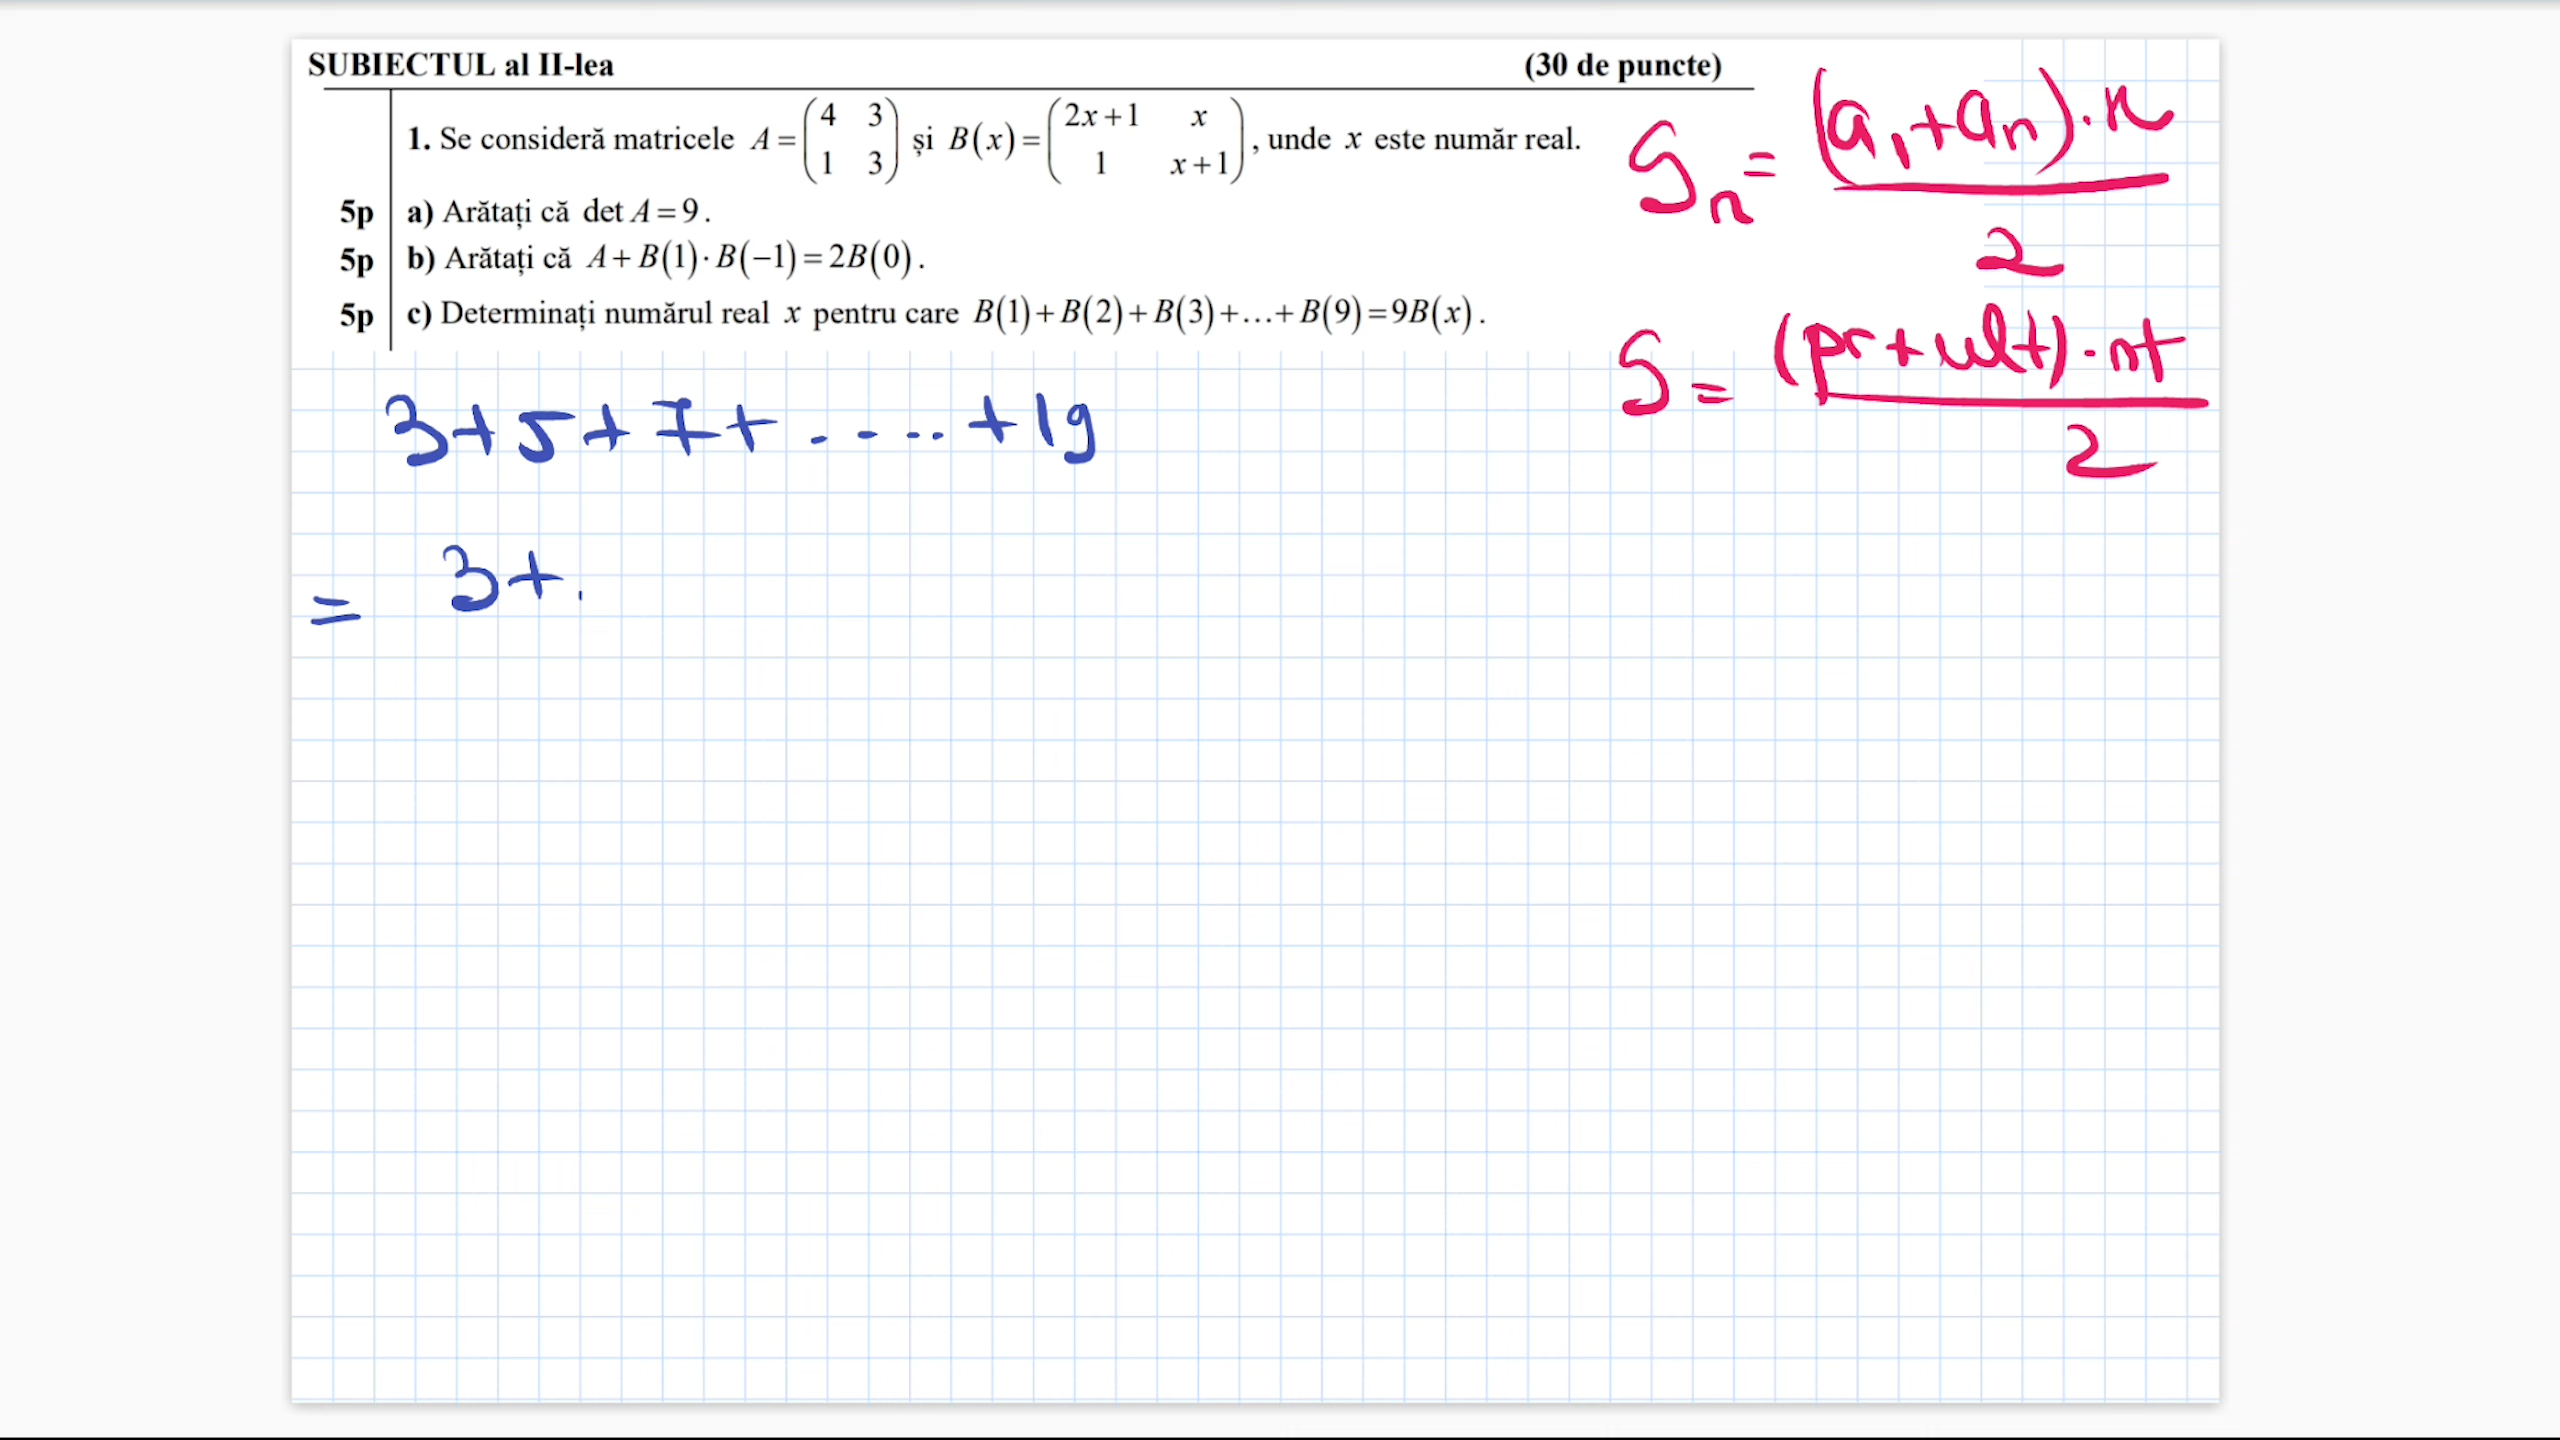 SUBIECTUL al II-lea (30 de puncte)
1. Se consideră matricele A = (4 3; 1 3) și B(x) = (2x+1 x; 1 x+1), unde x este număr real.
5p a) Arătați că det A = 9.
5p b) Arătați că A + B(1)·B(−1) = 2B(0).
5p c) Determinați numărul real x pentru care B(1)+B(2)+B(3)+...+B(9)=9B(x).
Sn = (a1+an)·n / 2
S = (pr+ult)·nt / 2
3+5+7+.....+19
= 3+.